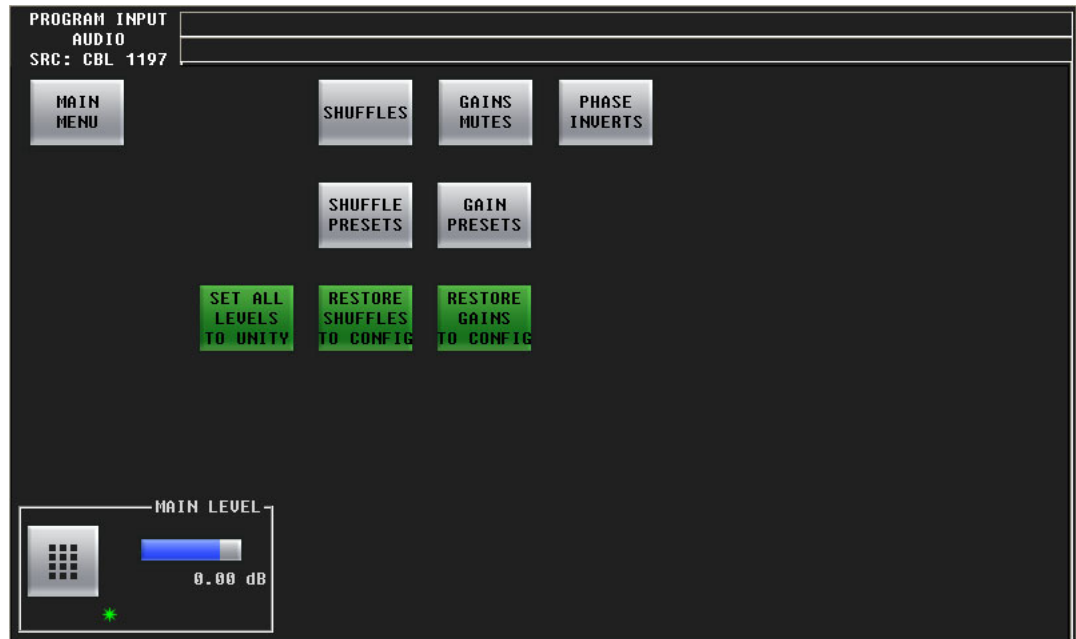 PROGRAM INPUT
AUDIO
SRC: CBL 1197
MAIN
MENU
SHUFFLES
GAINS
MUTES
PHASE
INVERTS
SHUFFLE
PRESETS
GAIN
PRESETS
SET ALL
LEVELS
TO UNITY
RESTORE
SHUFFLES
TO CONFIG
RESTORE
GAINS
TO CONFIG
MAIN LEVEL
0.00 dB